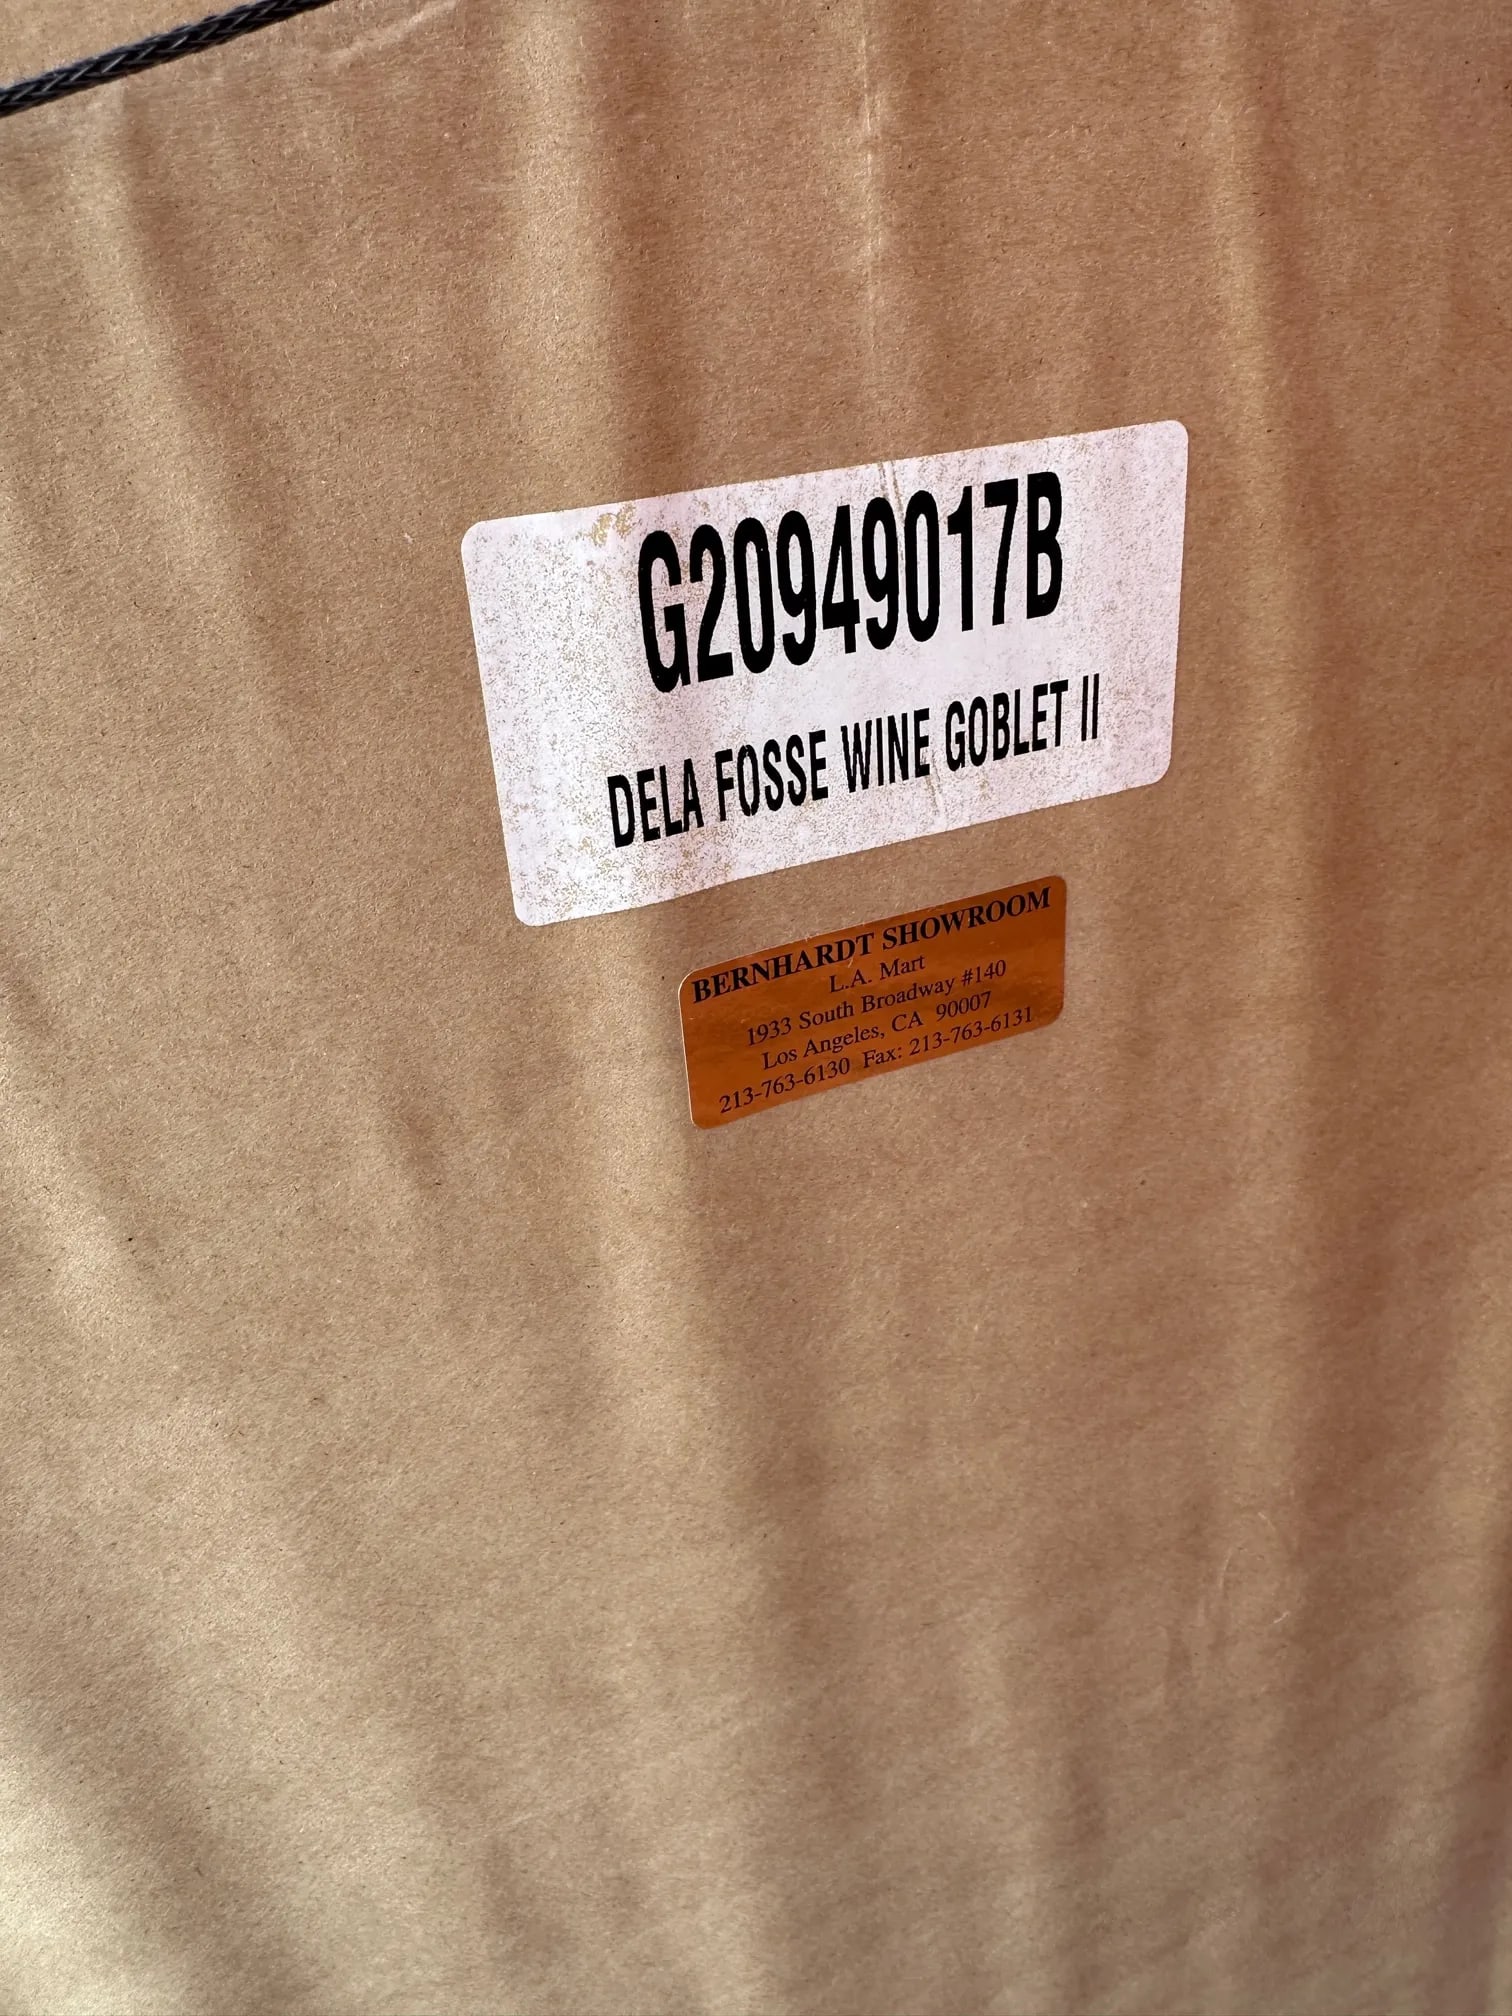 G20949017B
DELA FOSSE WINE GOBLET II
BERNHARDT SHOWROOM
L.A. Mart
1933 South Broadway #140
Los Angeles, CA 90007
213-763-6130 Fax: 213-763-6131